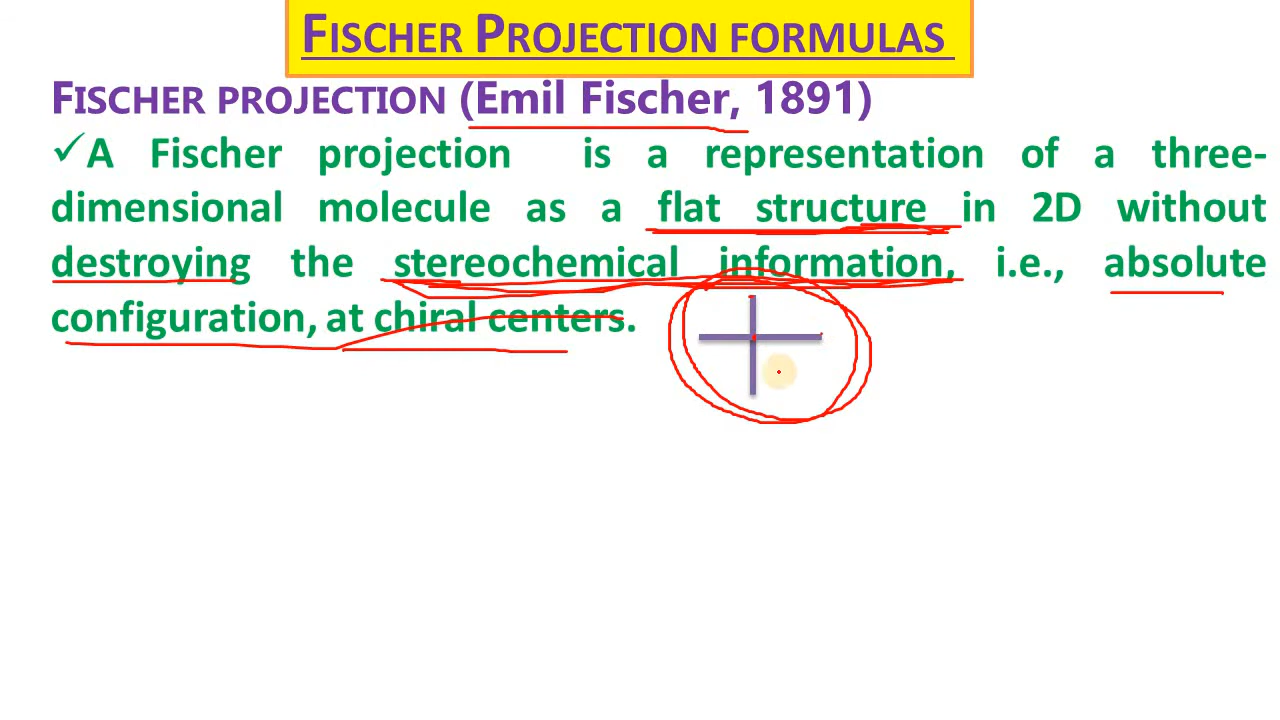 FISCHER PROJECTION FORMULAS
FISCHER PROJECTION (Emil Fischer, 1891)
✓A Fischer projection is a representation of a three-
dimensional molecule as a flat structure in 2D without
destroying the stereochemical information, i.e., absolute
configuration, at chiral centers.